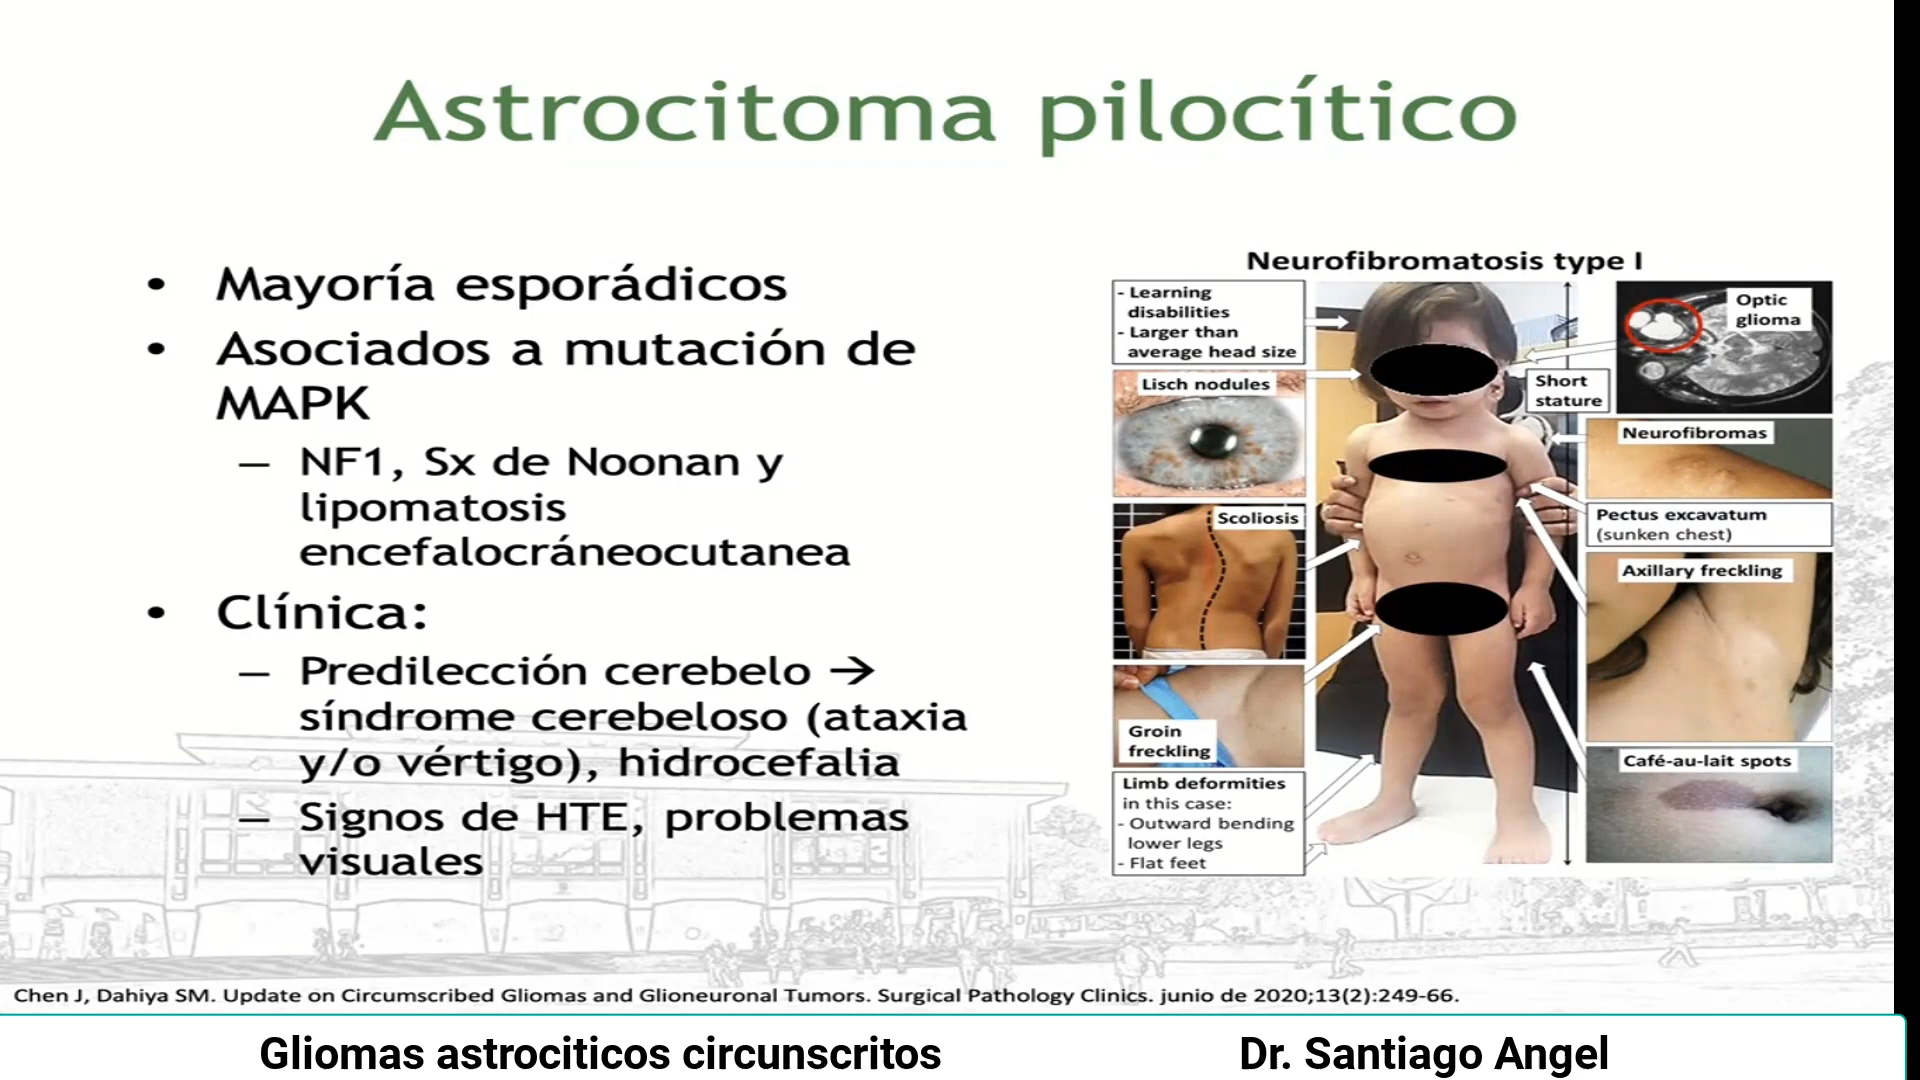 Astrocitoma pilocítico
• Mayoría esporádicos
• Asociados a mutación de
MAPK
– NF1, Sx de Noonan y
lipomatosis
encefalocráneocutanea
• Clínica:
– Predilección cerebelo →
síndrome cerebeloso (ataxia
y/o vértigo), hidrocefalia
– Signos de HTE, problemas
visuales
Neurofibromatosis type I
- Learning
disabilities
- Larger than
average head size
Lisch nodules
Scoliosis
Groin
freckling
Limb deformities
in this case:
- Outward bending
lower legs
- Flat feet
Optic
glioma
Short
stature
Neurofibromas
Pectus excavatum
(sunken chest)
Axillary freckling
Café-au-lait spots
Chen J, Dahiya SM. Update on Circumscribed Gliomas and Glioneuronal Tumors. Surgical Pathology Clinics. junio de 2020;13(2):249-66.
Gliomas astrociticos circunscritos
Dr. Santiago Angel